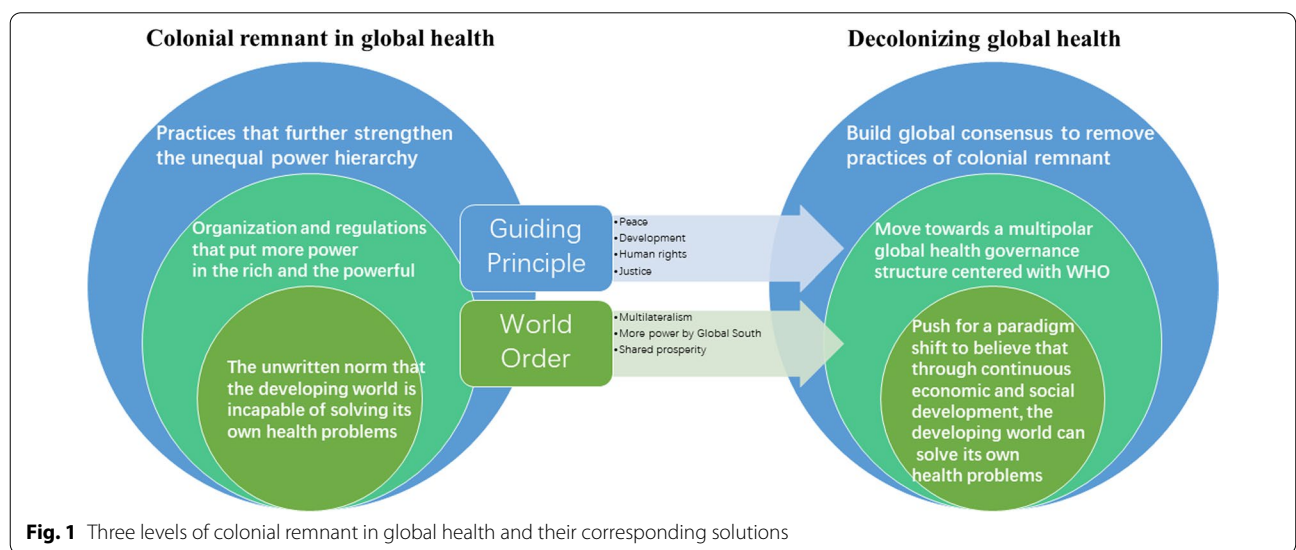 Colonial remnant in global health
Practices that further strengthen
the unequal power hierarchy
Organization and regulations
that put more power
in the rich and the powerful
The unwritten norm that
the developing world is
incapable of solving its
own health problems
Guiding
Principle
•Peace
•Development
•Human rights
•Justice
World
Order
•Multilateralism
•More power by Global South
•Shared prosperity
Decolonizing global health
Build global consensus to remove
practices of colonial remnant
Move towards a multipolar
global health governance
structure centered with WHO
Push for a paradigm
shift to believe that
through continuous
economic and social
development, the
developing world can
solve its own
health problems
Fig. 1 Three levels of colonial remnant in global health and their corresponding solutions